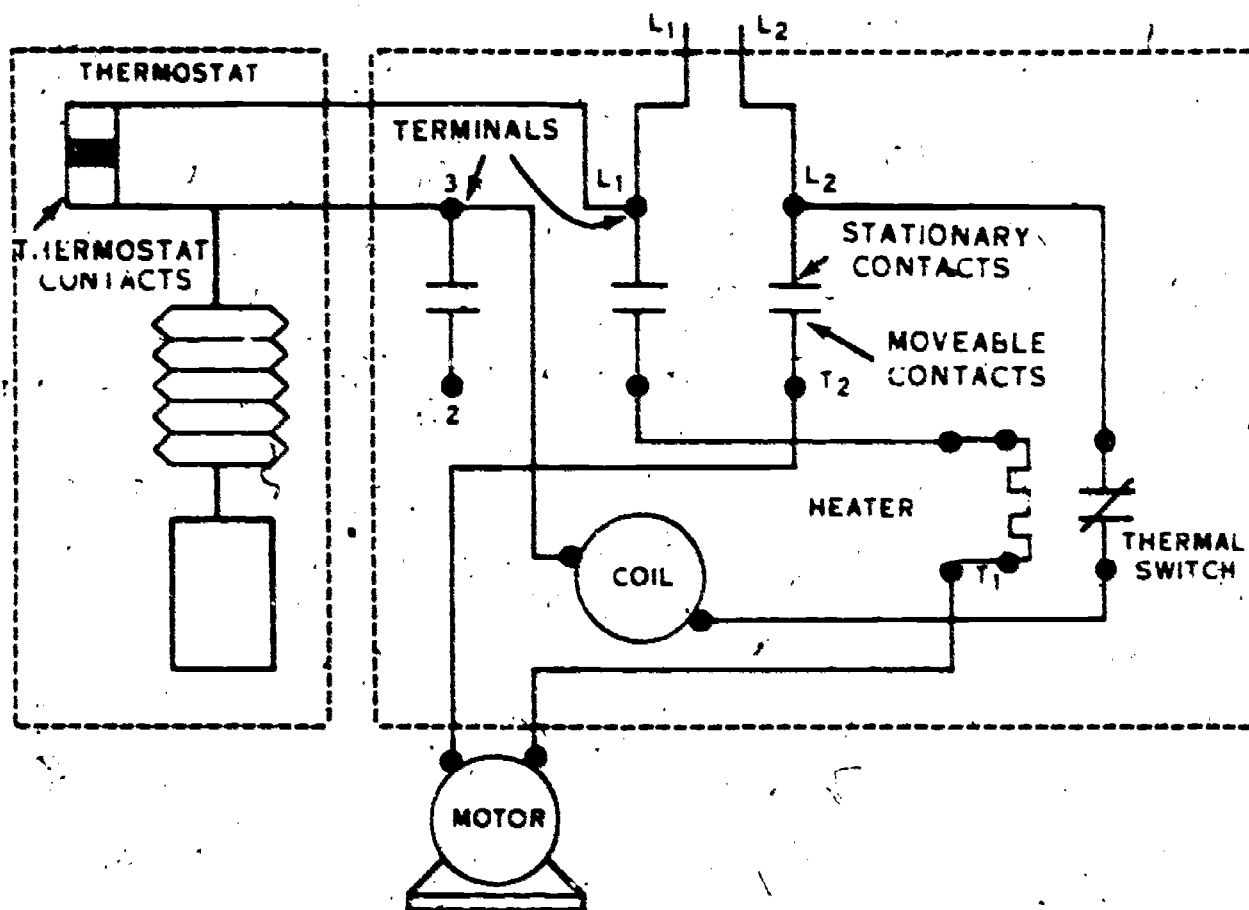 L1 L2
THERMOSTAT
TERMINALS
3
L1
L2
THERMOSTAT
CONTACTS
STATIONARY
CONTACTS
MOVEABLE
CONTACTS
2
T2
HEATER
THERMAL
SWITCH
COIL
T1
MOTOR